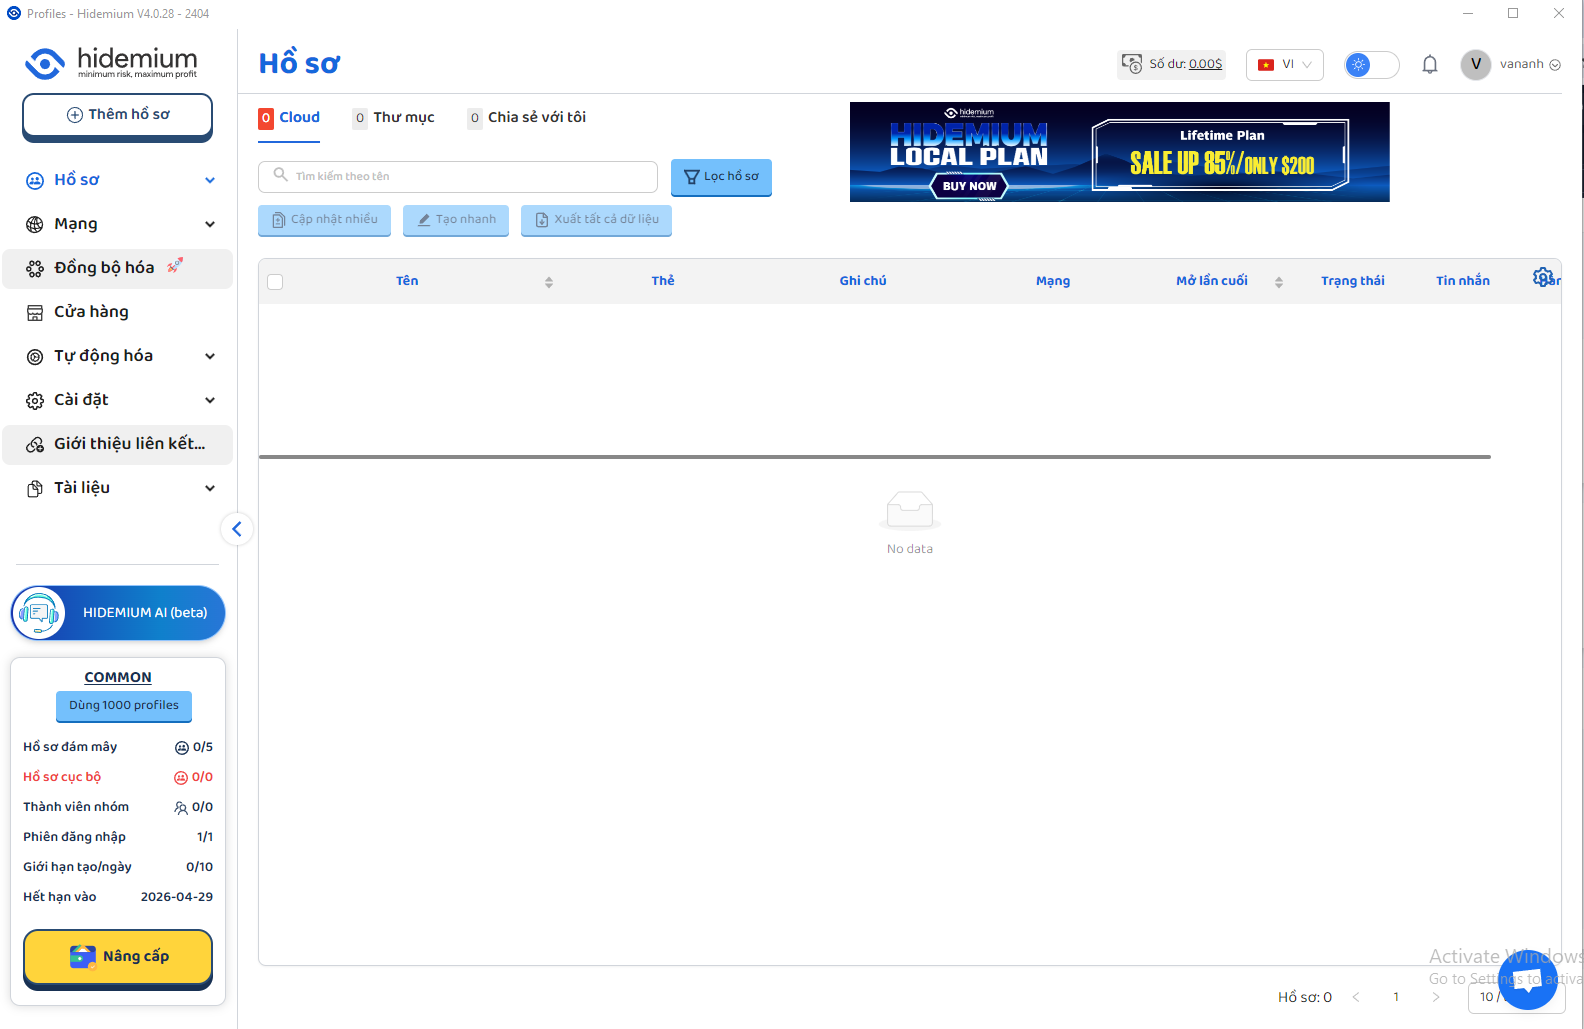 Profiles - Hidemium V4.0.28 - 2404
hidemium
minimum risk, maximum profit
Hồ sơ
Số dư: 0.00$
VI
V
vananh
Thêm hồ sơ
0 Cloud
0 Thư mục
0 Chia sẻ với tôi
hidemium
HIDEMIUM
LOCAL PLAN
BUY NOW
Lifetime Plan
SALE UP 85%/ONLY $200
Tìm kiếm theo tên
Lọc hồ sơ
Cập nhật nhiều
Tạo nhanh
Xuất tất cả dữ liệu
Hồ sơ
Mạng
Đồng bộ hóa
Cửa hàng
Tự động hóa
Cài đặt
Giới thiệu liên kết...
Tài liệu
Tên
Thẻ
Ghi chú
Mạng
Mở lần cuối
Trạng thái
Tin nhắn
No data
HIDEMIUM AI (beta)
COMMON
Dùng 1000 profiles
Hồ sơ đám mây 0/5
Hồ sơ cục bộ 0/0
Thành viên nhóm 0/0
Phiên đăng nhập 1/1
Giới hạn tạo/ngày 0/10
Hết hạn vào 2026-04-29
Nâng cấp
Activate Windows
Go to Settings to activa
Hồ sơ: 0
1
10 /